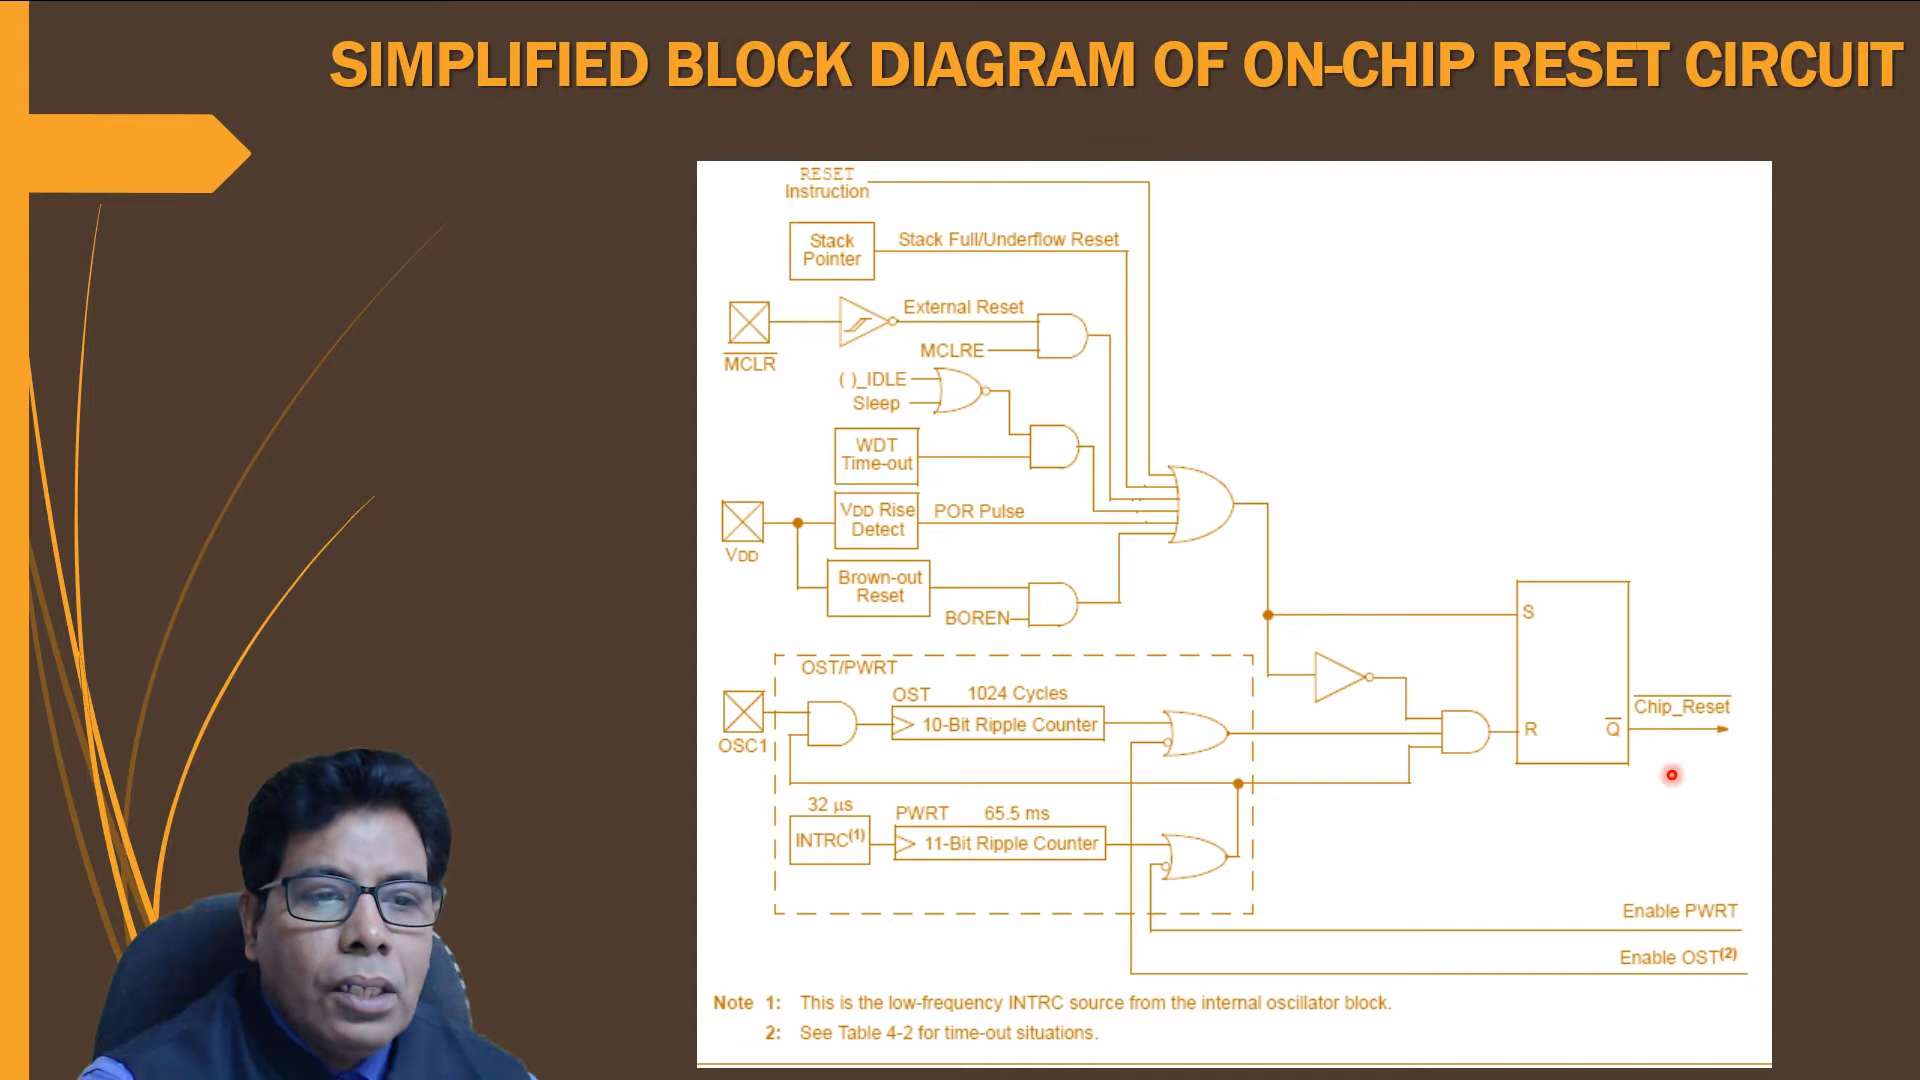 SIMPLIFIED BLOCK DIAGRAM OF ON-CHIP RESET CIRCUIT
RESET
Instruction
Stack
Pointer
Stack Full/Underflow Reset
External Reset
MCLR
MCLRE
( )_IDLE
Sleep
WDT
Time-out
VDD Rise
Detect
POR Pulse
VDD
Brown-out
Reset
BOREN
S
OST/PWRT
OST 1024 Cycles
10-Bit Ripple Counter
OSC1
Chip_Reset
R
Q
32 µs
INTRC(1)
PWRT 65.5 ms
11-Bit Ripple Counter
Enable PWRT
Enable OST(2)
Note 1: This is the low-frequency INTRC source from the internal oscillator block.
2: See Table 4-2 for time-out situations.